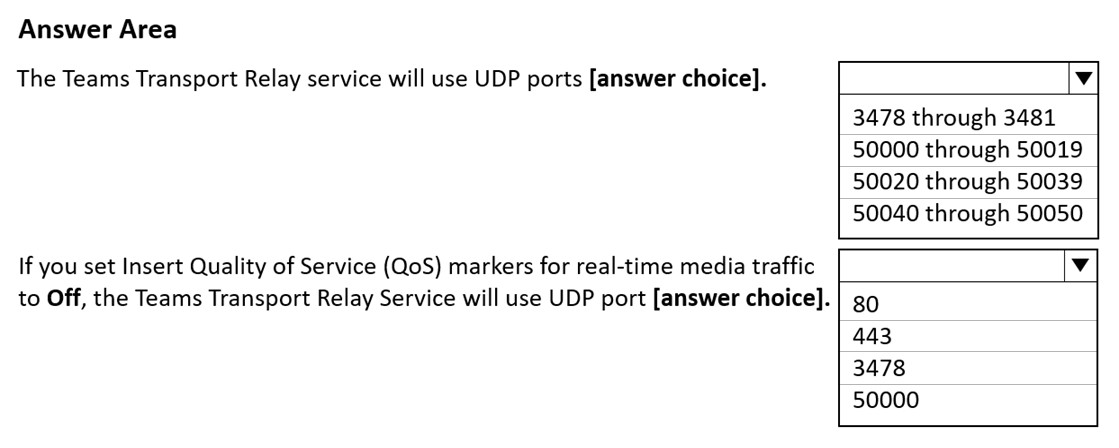 Answer Area
The Teams Transport Relay service will use UDP ports [answer choice].
3478 through 3481
50000 through 50019
50020 through 50039
50040 through 50050
If you set Insert Quality of Service (QoS) markers for real-time media traffic
to Off, the Teams Transport Relay Service will use UDP port [answer choice].
80
443
3478
50000